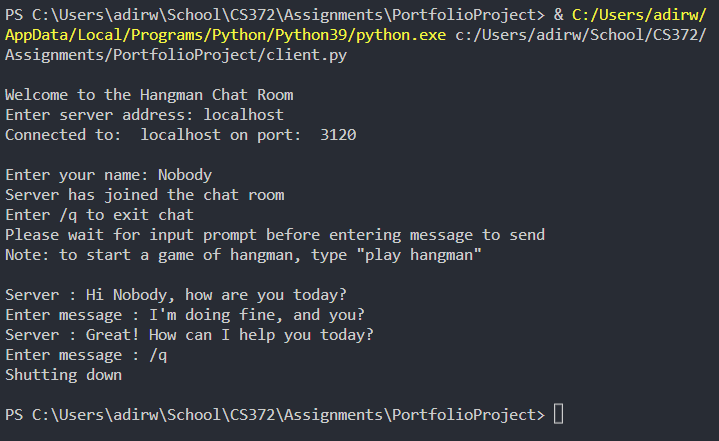 PS C:\Users\adirw\School\CS372\Assignments\PortfolioProject> & C:/Users/adirw/
AppData/Local/Programs/Python/Python39/python.exe c:/Users/adirw/School/CS372/
Assignments/PortfolioProject/client.py
Welcome to the Hangman Chat Room
Enter server address: localhost
Connected to:  localhost on port:  3120
Enter your name: Nobody
Server has joined the chat room
Enter /q to exit chat
Please wait for input prompt before entering message to send
Note: to start a game of hangman, type "play hangman"
Server : Hi Nobody, how are you today?
Enter message : I'm doing fine, and you?
Server : Great! How can I help you today?
Enter message : /q
Shutting down
PS C:\Users\adirw\School\CS372\Assignments\PortfolioProject>